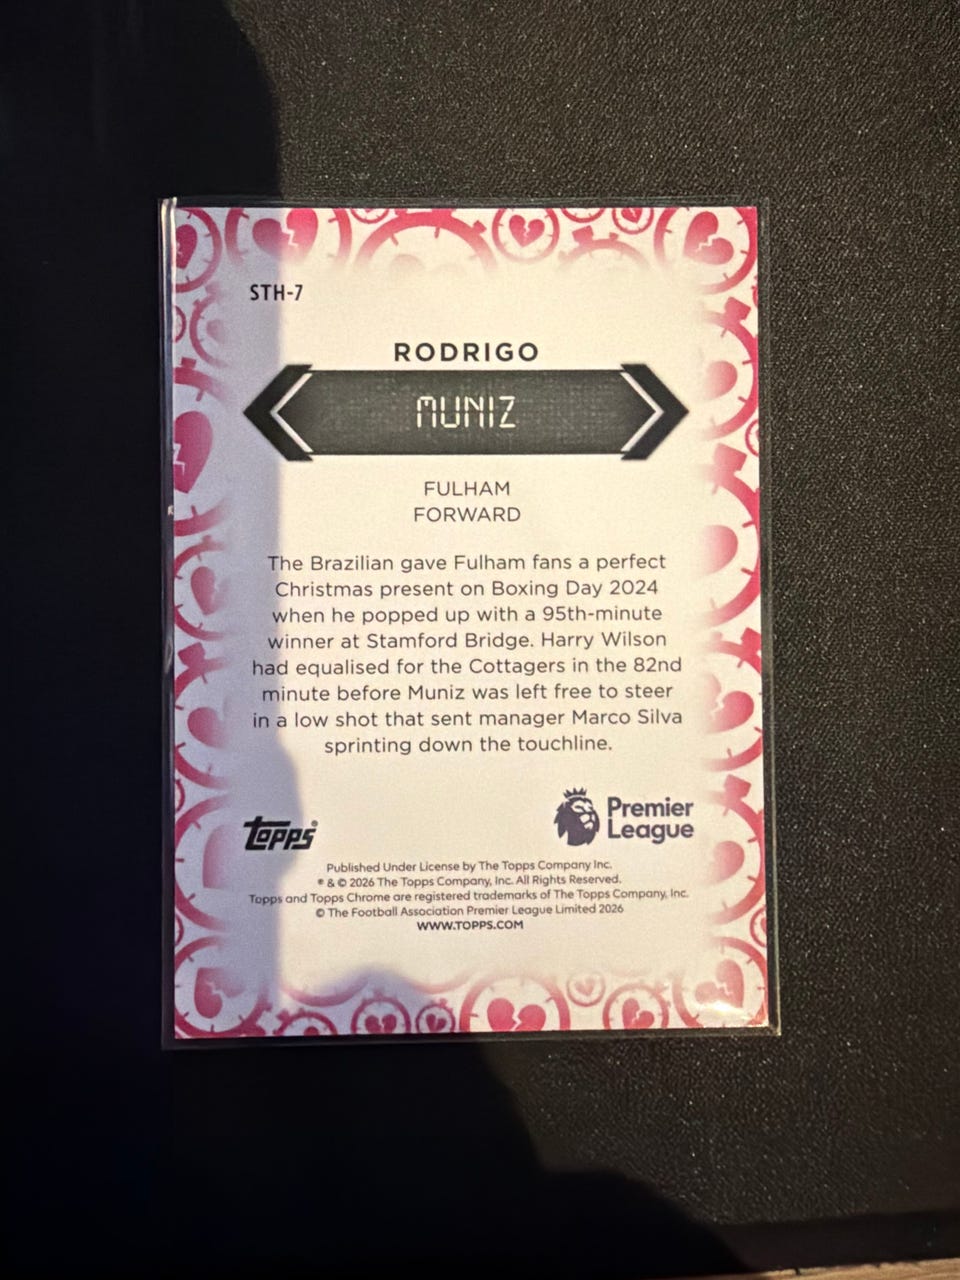 STH-7
RODRIGO
MUNIZ
FULHAM
FORWARD
The Brazilian gave Fulham fans a perfect
Christmas present on Boxing Day 2024
when he popped up with a 95th-minute
winner at Stamford Bridge. Harry Wilson
had equalised for the Cottagers in the 82nd
minute before Muniz was left free to steer
in a low shot that sent manager Marco Silva
sprinting down the touchline.
Topps®
Premier
League
Published Under License by The Topps Company Inc.
® & © 2026 The Topps Company, Inc. All Rights Reserved.
Topps and Topps Chrome are registered trademarks of The Topps Company, Inc.
© The Football Association Premier League Limited 2026
WWW.TOPPS.COM